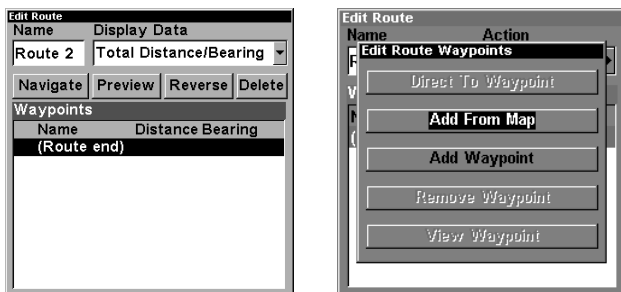 Edit Route
Name Display Data
Route 2 Total Distance/Bearing
Navigate Preview Reverse Delete
Waypoints
Name Distance Bearing
(Route end)
Edit Route
Name Action
Edit Route Waypoints
Direct To Waypoint
Add From Map
Add Waypoint
Remove Waypoint
View Waypoint